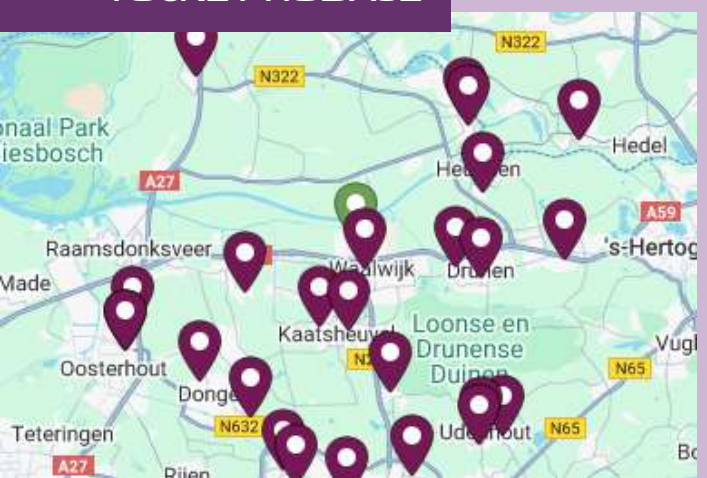 N322
N322
onaal Park
iesbosch
Hedel
A27
A59
Raamsdonksveer
's-Hertog
Made
Kaatsheuvel
Loonse en
Drunense
Duinen
Vugl
N65
Oosterhout
Donge
N632
Teteringen
N65
A27
Rijen